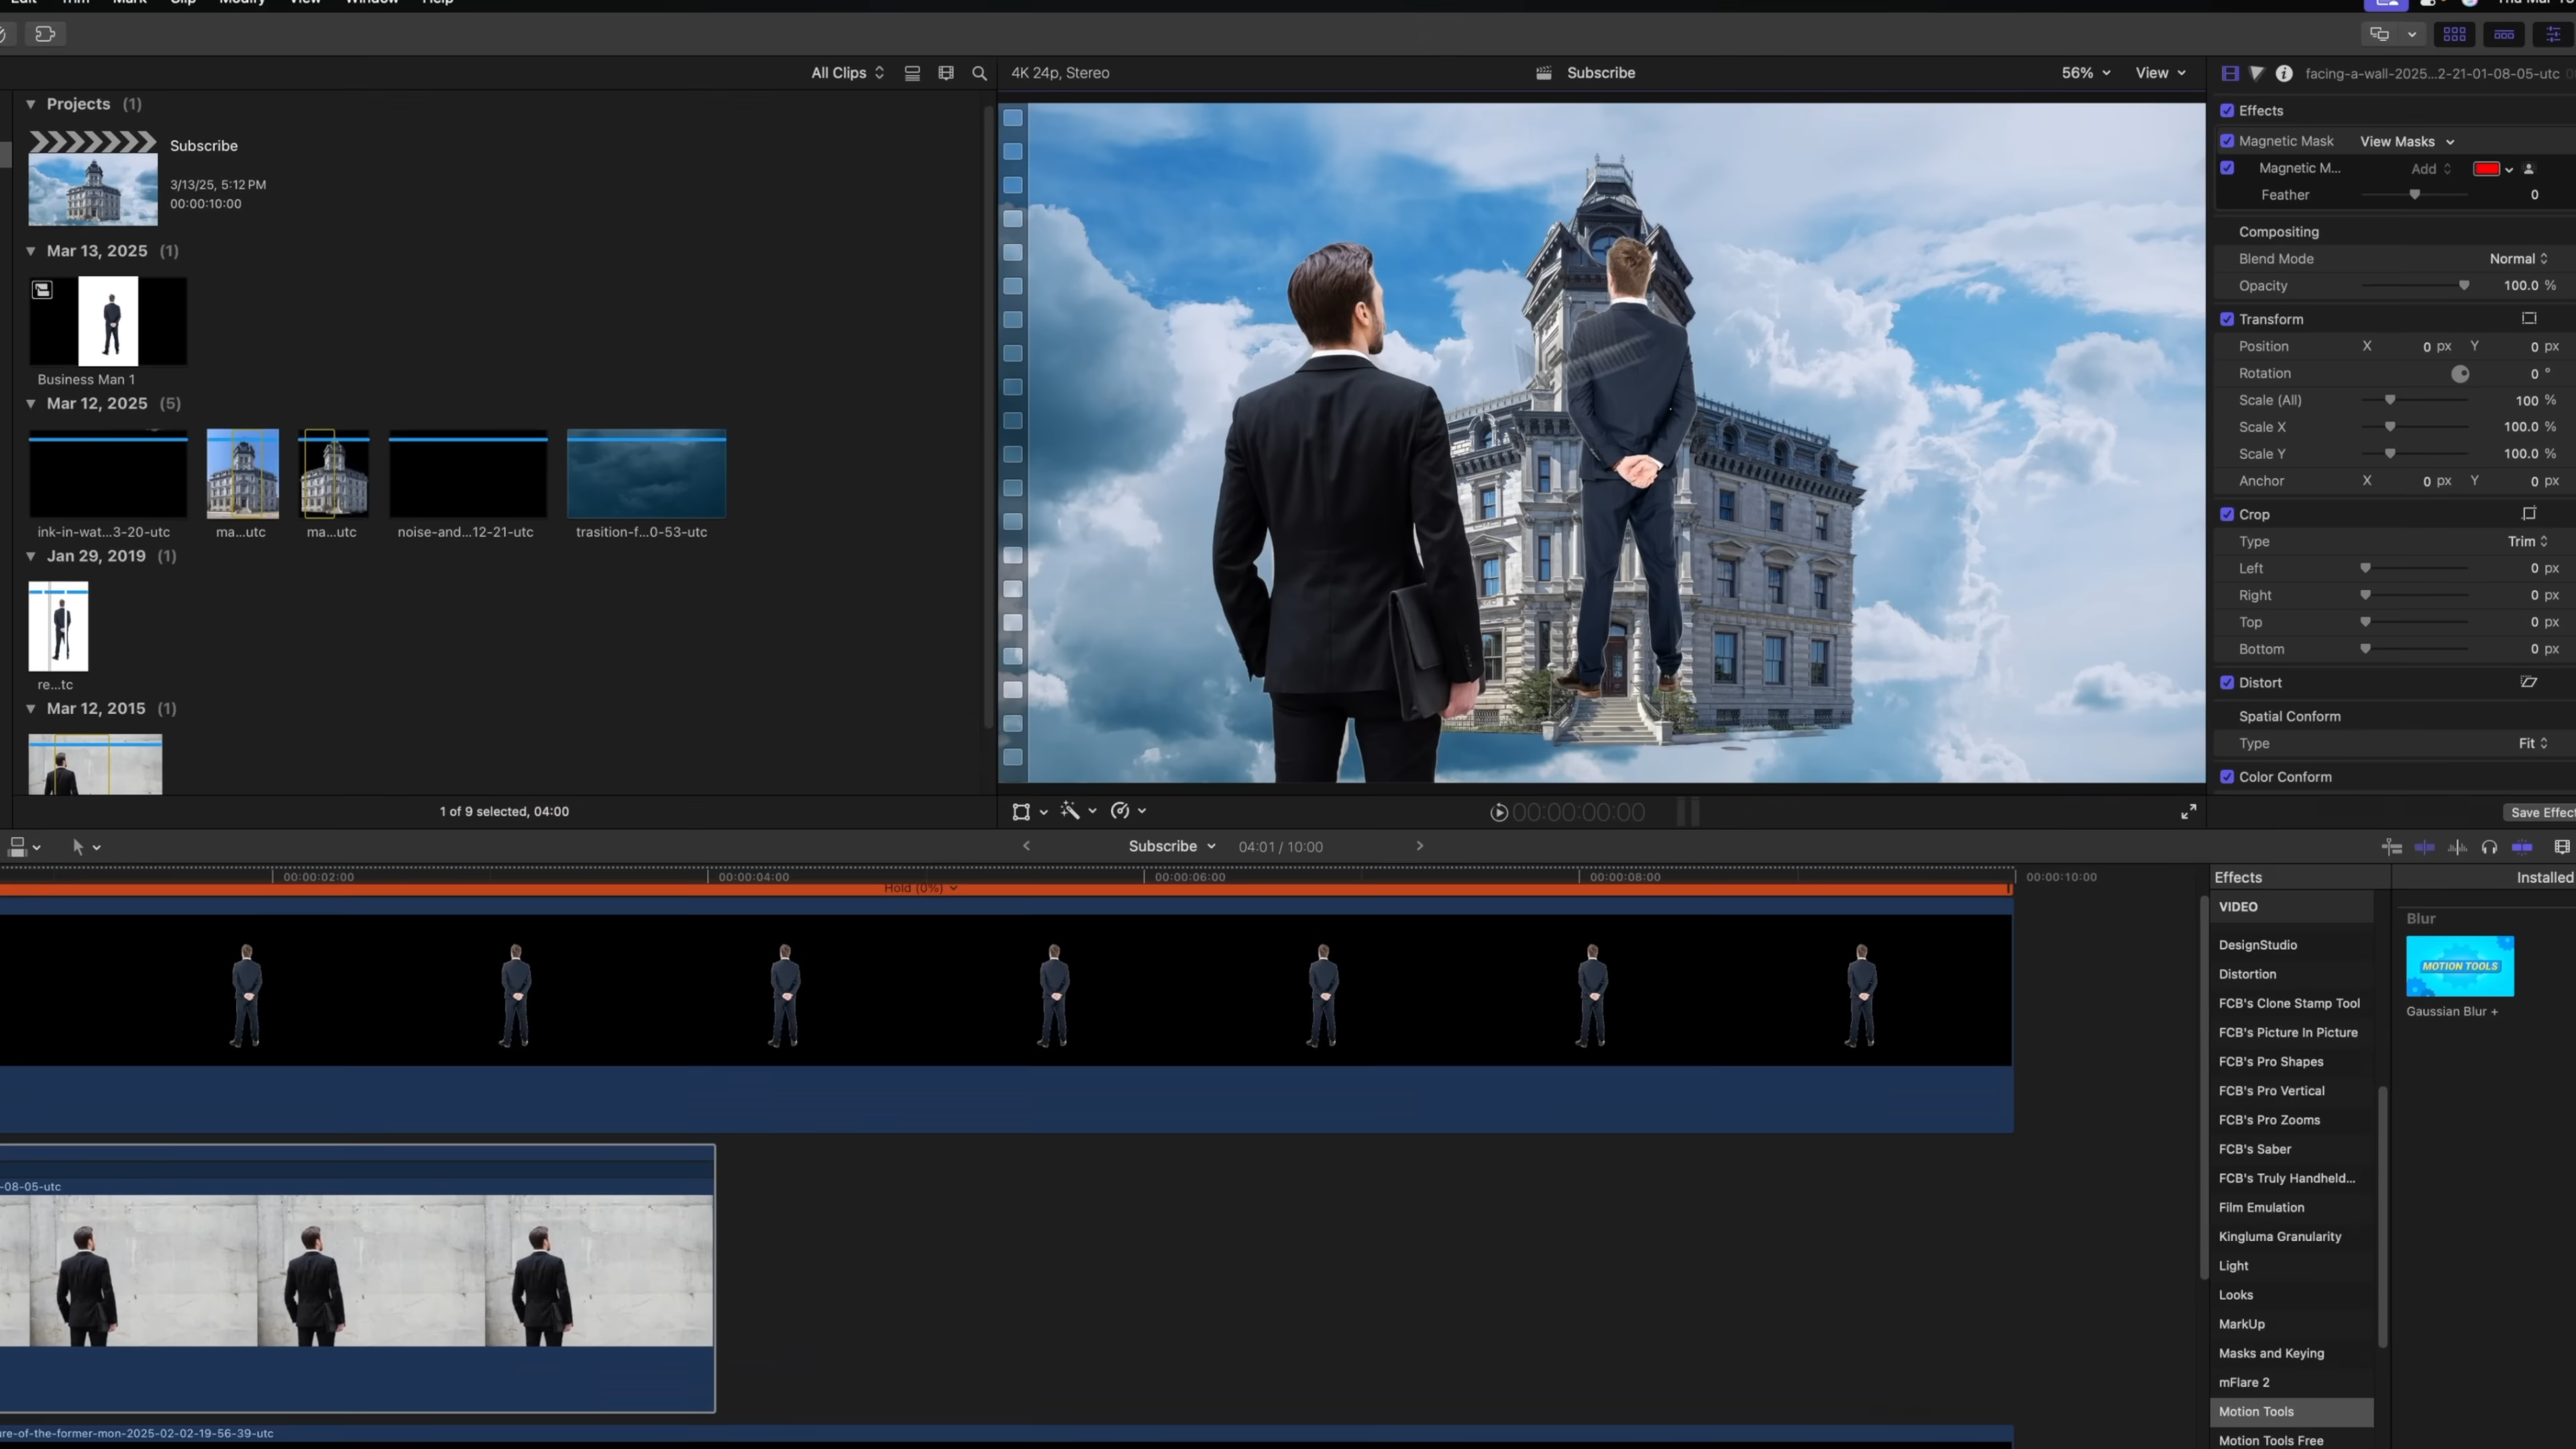 Edit Trim Mark Clip Modify View Window Help
All Clips
4K 24p, Stereo
Subscribe
56%
View
facing-a-wall-2025...2-21-01-08-05-utc
Projects (1)
Subscribe
3/13/25, 5:12 PM
00:00:10:00
Mar 13, 2025 (1)
Business Man 1
Mar 12, 2025 (5)
ink-in-wat...3-20-utc
ma...utc
ma...utc
noise-and...12-21-utc
trasition-f...0-53-utc
Jan 29, 2019 (1)
re...tc
Mar 12, 2015 (1)
1 of 9 selected, 04:00
00:00:00:00
Effects
Magnetic Mask View Masks
Magnetic M... Add
Feather 0
Compositing
Blend Mode Normal
Opacity 100.0 %
Transform
Position X 0 px Y 0 px
Rotation 0 °
Scale (All) 100 %
Scale X 100.0 %
Scale Y 100.0 %
Anchor X 0 px Y 0 px
Crop
Type Trim
Left 0 px
Right 0 px
Top 0 px
Bottom 0 px
Distort
Spatial Conform
Type Fit
Color Conform
Save Effect
Subscribe
04:01 / 10:00
00:00:02:00
00:00:04:00
00:00:06:00
00:00:08:00
00:00:10:00
Hold (0%)
-08-05-utc
re-of-the-former-mon-2025-02-02-19-56-39-utc
Effects
Installed
VIDEO
DesignStudio
Distortion
FCB's Clone Stamp Tool
FCB's Picture In Picture
FCB's Pro Shapes
FCB's Pro Vertical
FCB's Pro Zooms
FCB's Saber
FCB's Truly Handheld...
Film Emulation
Kingluma Granularity
Light
Looks
MarkUp
Masks and Keying
mFlare 2
Motion Tools
Motion Tools Free
Blur
MOTION TOOLS
Gaussian Blur +